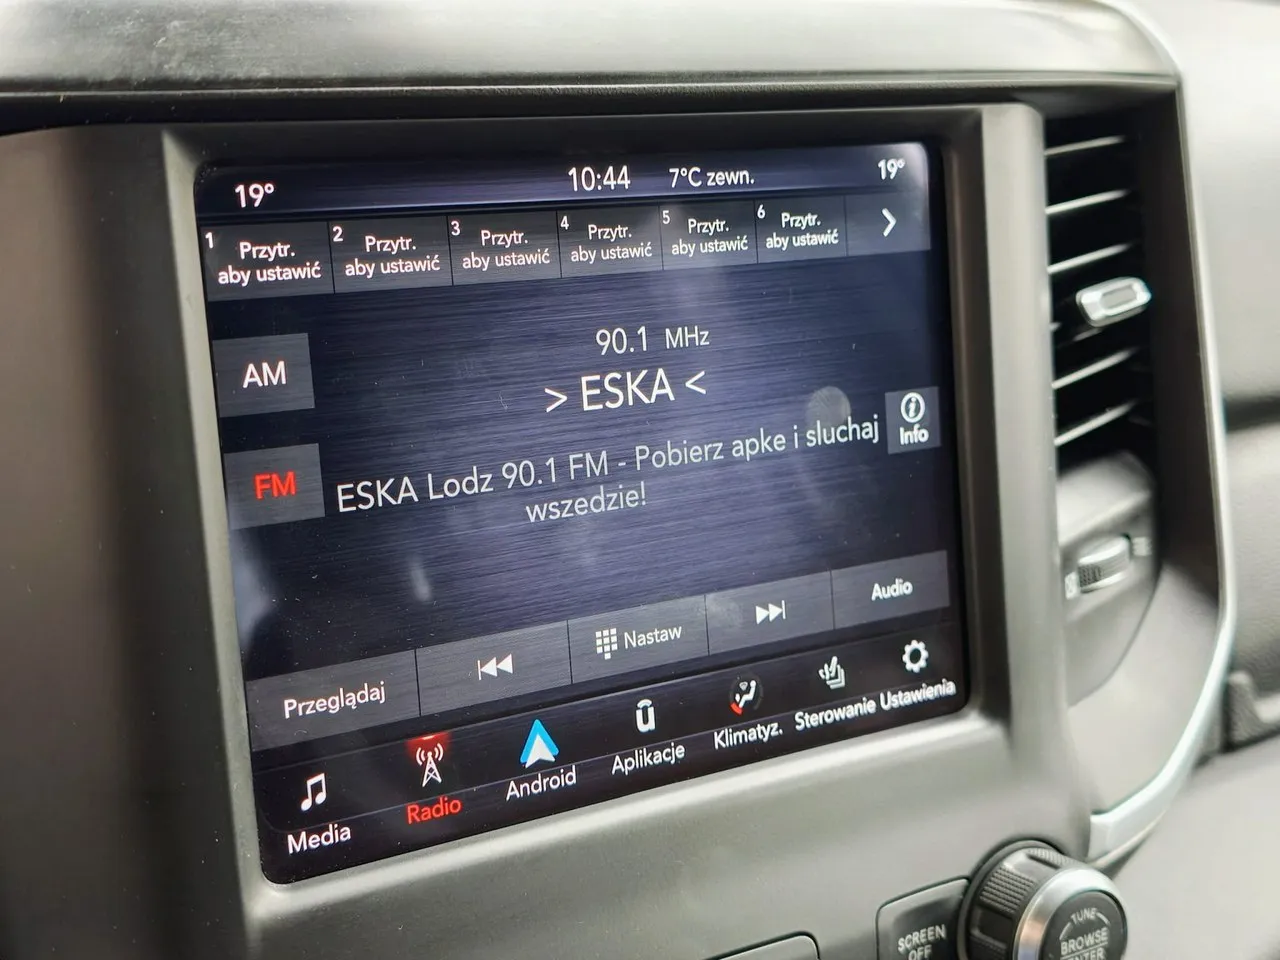 19°
10:44
7°C zewn.
19°
1 Przytr.
aby ustawić
2 Przytr.
aby ustawić
3 Przytr.
aby ustawić
4 Przytr.
aby ustawić
5 Przytr.
aby ustawić
6 Przytr.
aby ustawić
90.1 MHz
AM
> ESKA <
Info
FM
ESKA Lodz 90.1 FM - Pobierz apke i sluchaj
wszedzie!
Przeglądaj
Nastaw
Audio
Media
Radio
Android
Aplikacje
Klimatyz.
Sterowanie
Ustawienia
SCREEN
OFF
TUNE
BROWSE
ENTER